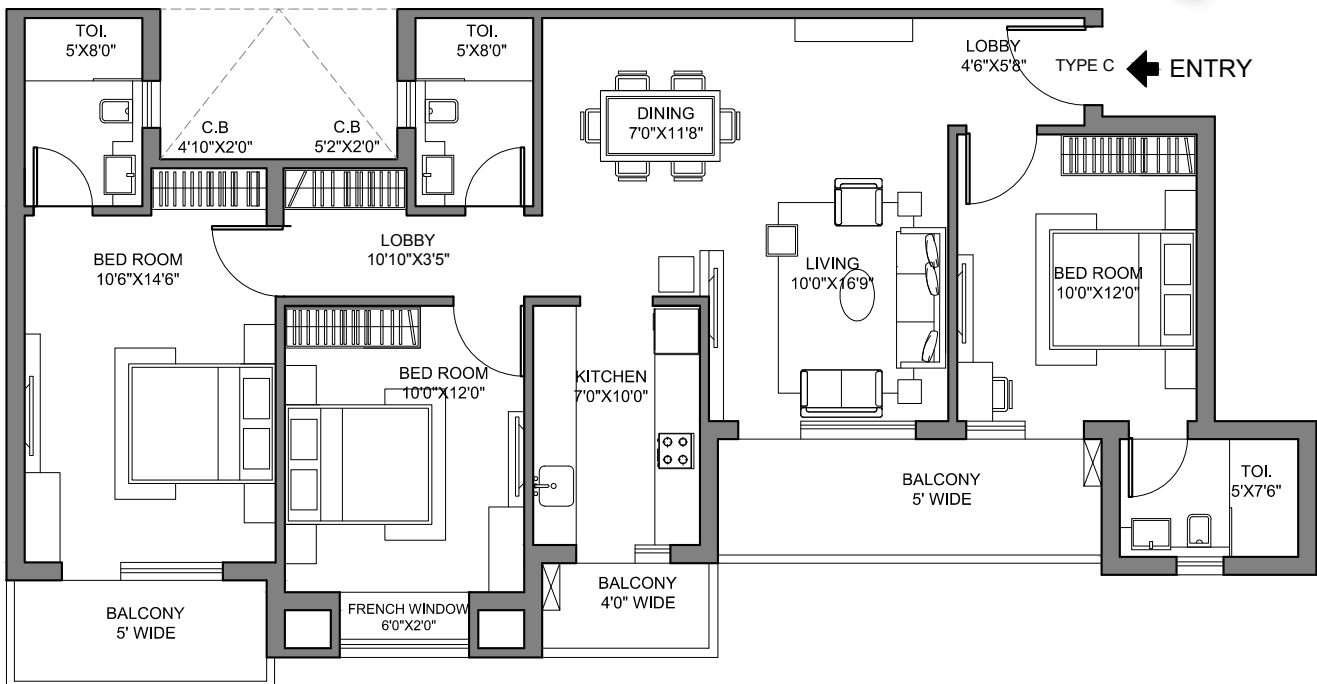 TOI.
5'X8'0"
TOI.
5'X8'0"
LOBBY
4'6"X5'8"
TYPE C
ENTRY
C.B
4'10"X2'0"
C.B
5'2"X2'0"
DINING
7'0"X11'8"
BED ROOM
10'6"X14'6"
LOBBY
10'10"X3'5"
LIVING
10'0"X16'9"
BED ROOM
10'0"X12'0"
BED ROOM
10'0"X12'0"
KITCHEN
7'0"X10'0"
BALCONY
5' WIDE
TOI.
5'X7'6"
BALCONY
5' WIDE
FRENCH WINDOW
6'0"X2'0"
BALCONY
4'0" WIDE